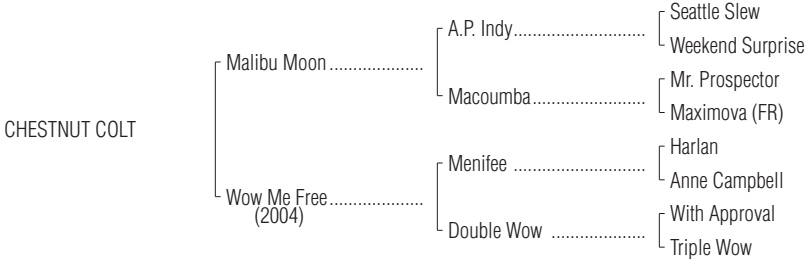 Seattle Slew
A.P. Indy
Weekend Surprise
Malibu Moon
Mr. Prospector
Macoumba
Maximova (FR)
CHESTNUT COLT
Harlan
Menifee
Anne Campbell
Wow Me Free
(2004)
With Approval
Double Wow
Triple Wow